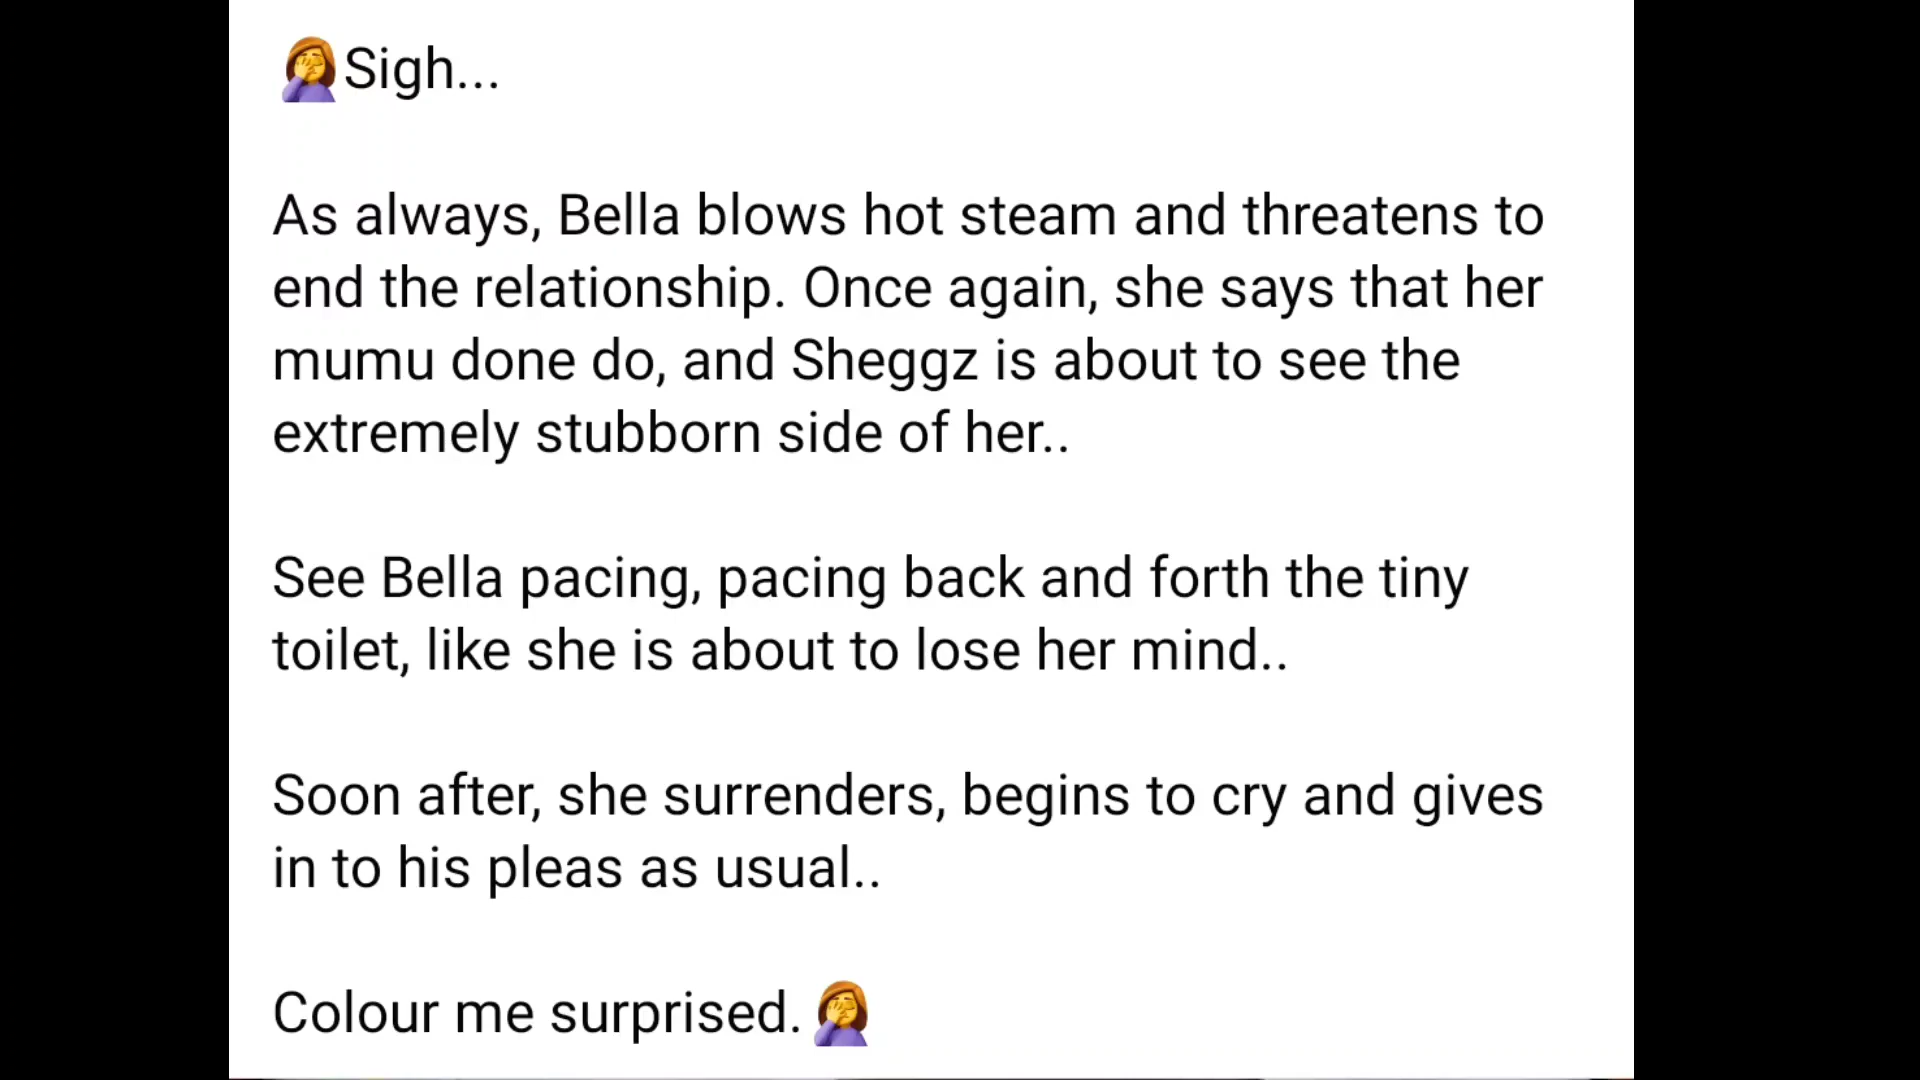 🤦‍♀️Sigh...
As always, Bella blows hot steam and threatens to
end the relationship. Once again, she says that her
mumu done do, and Sheggz is about to see the
extremely stubborn side of her..
See Bella pacing, pacing back and forth the tiny
toilet, like she is about to lose her mind..
Soon after, she surrenders, begins to cry and gives
in to his pleas as usual..
Colour me surprised.🤦‍♀️